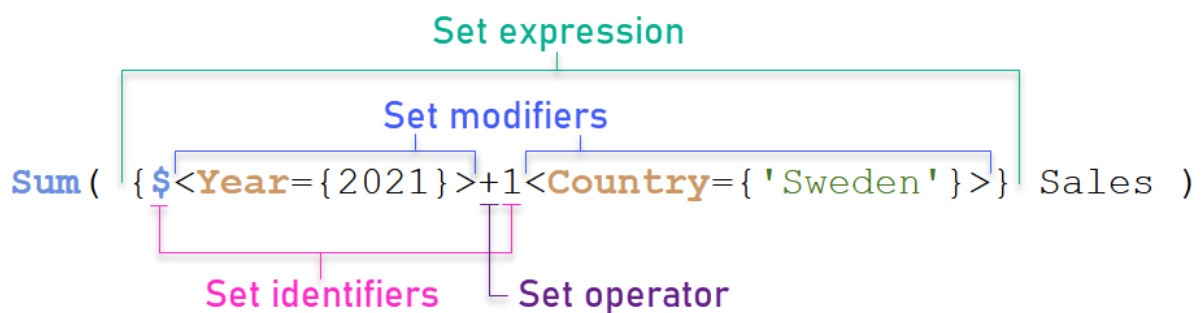 Set expression
Set modifiers
Sum( {$<Year={2021}>+1<Country={'Sweden'}>} Sales )
Set identifiers
Set operator